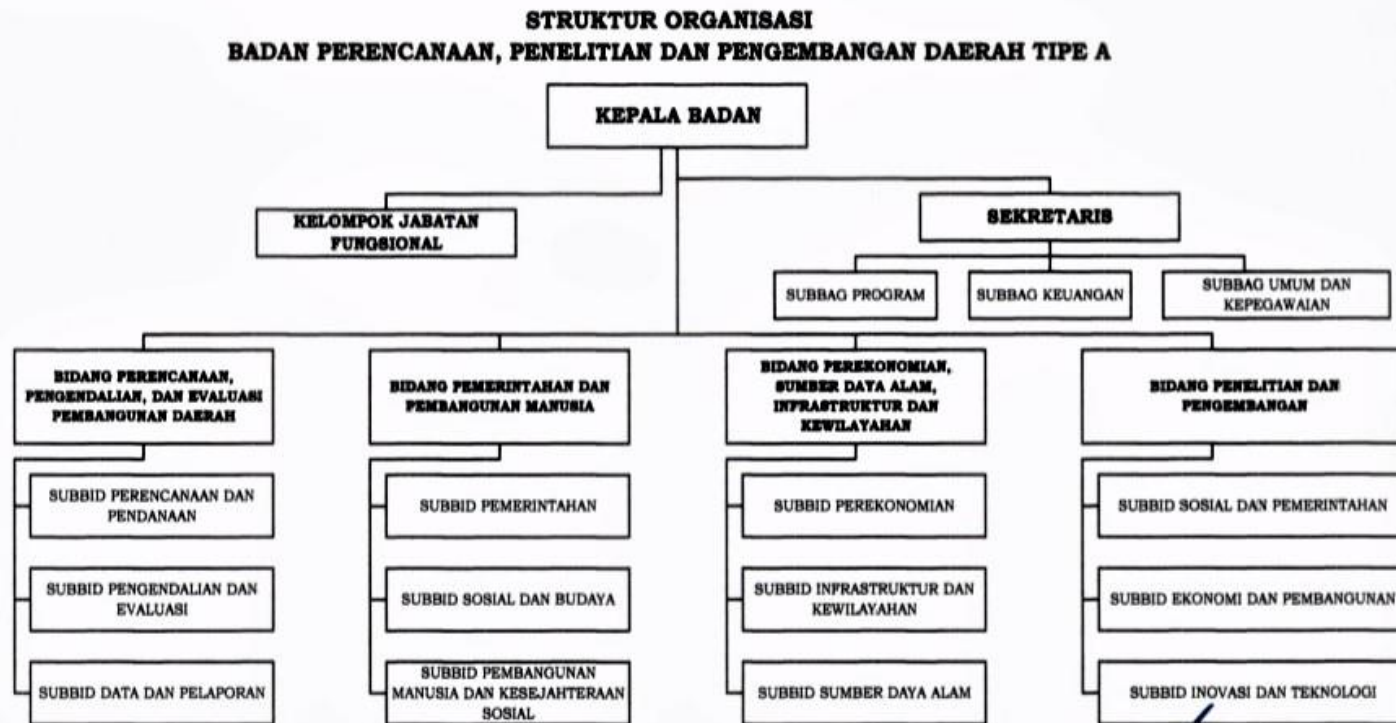 STRUKTUR ORGANISASI
BADAN PERENCANAAN, PENELITIAN DAN PENGEMBANGAN DAERAH TIPE A
KEPALA BADAN
KELOMPOK JABATAN
FUNGSIONAL
SEKRETARIS
SUBBAG PROGRAM
SUBBAG KEUANGAN
SUBBAG UMUM DAN
KEPEGAWAIAN
BIDANG PERENCANAAN,
PENGENDALIAN, DAN EVALUASI
PEMBANGUNAN DAERAH
SUBBID PERENCANAAN DAN
PENDANAAN
SUBBID PENGENDALIAN DAN
EVALUASI
SUBBID DATA DAN PELAPORAN
BIDANG PEMERINTAHAN DAN
PEMBANGUNAN MANUSIA
SUBBID PEMERINTAHAN
SUBBID SOSIAL DAN BUDAYA
SUBBID PEMBANGUNAN
MANUSIA DAN KESEJAHTERAAN
SOSIAL
BIDANG PEREKONOMIAN,
SUMBER DAYA ALAM,
INFRASTRUKTUR DAN
KEWILAYAHAN
SUBBID PEREKONOMIAN
SUBBID INFRASTRUKTUR DAN
KEWILAYAHAN
SUBBID SUMBER DAYA ALAM
BIDANG PENELITIAN DAN
PENGEMBANGAN
SUBBID SOSIAL DAN PEMERINTAHAN
SUBBID EKONOMI DAN PEMBANGUNAN
SUBBID INOVASI DAN TEKNOLOGI